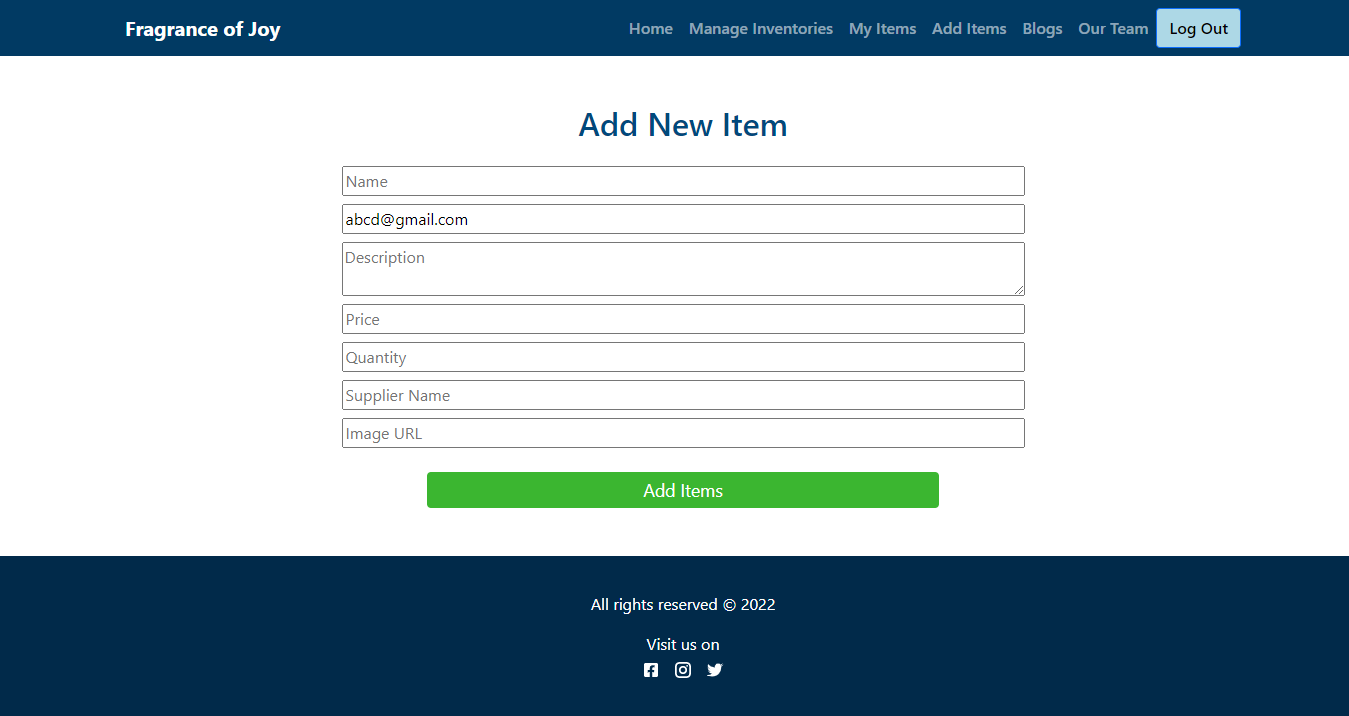 Fragrance of Joy
Home Manage Inventories My Items Add Items Blogs Our Team Log Out
Add New Item
Name
abcd@gmail.com
Description
Price
Quantity
Supplier Name
Image URL
Add Items
All rights reserved © 2022
Visit us on